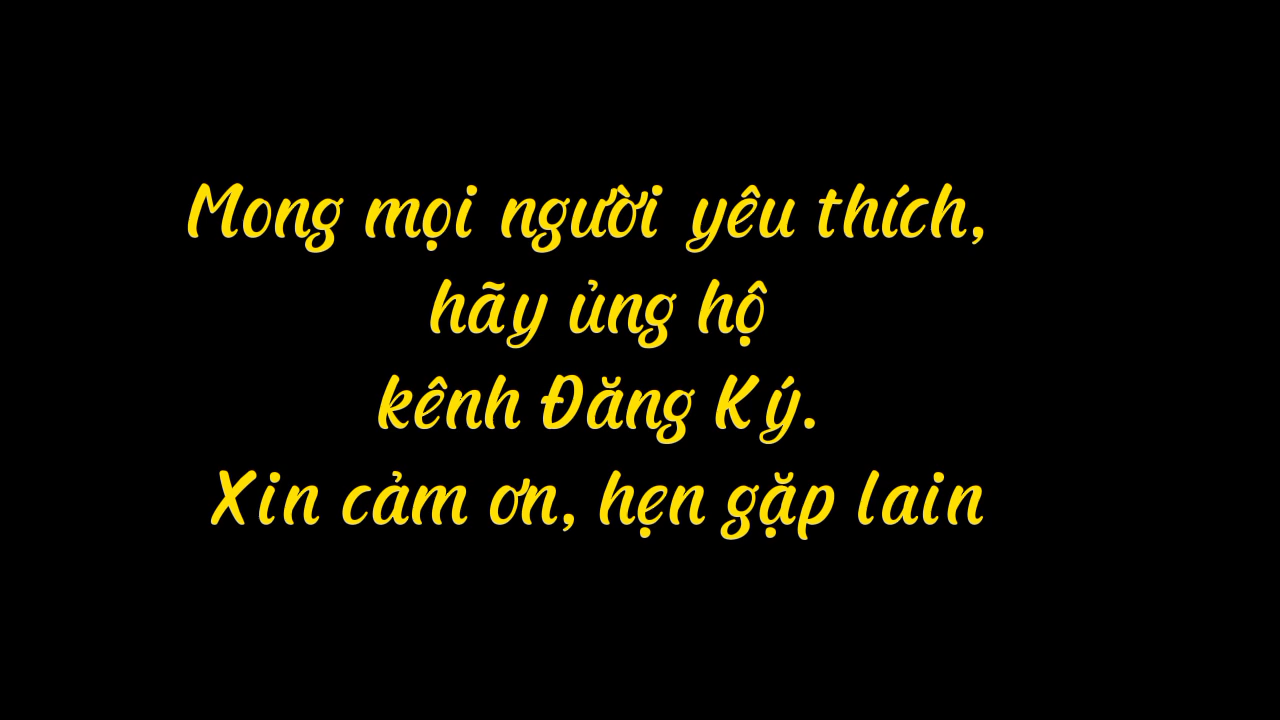 Mong mọi người yêu thích,
hãy ủng hộ
kênh Đăng Ký.
Xin cảm ơn, hẹn gặp lain